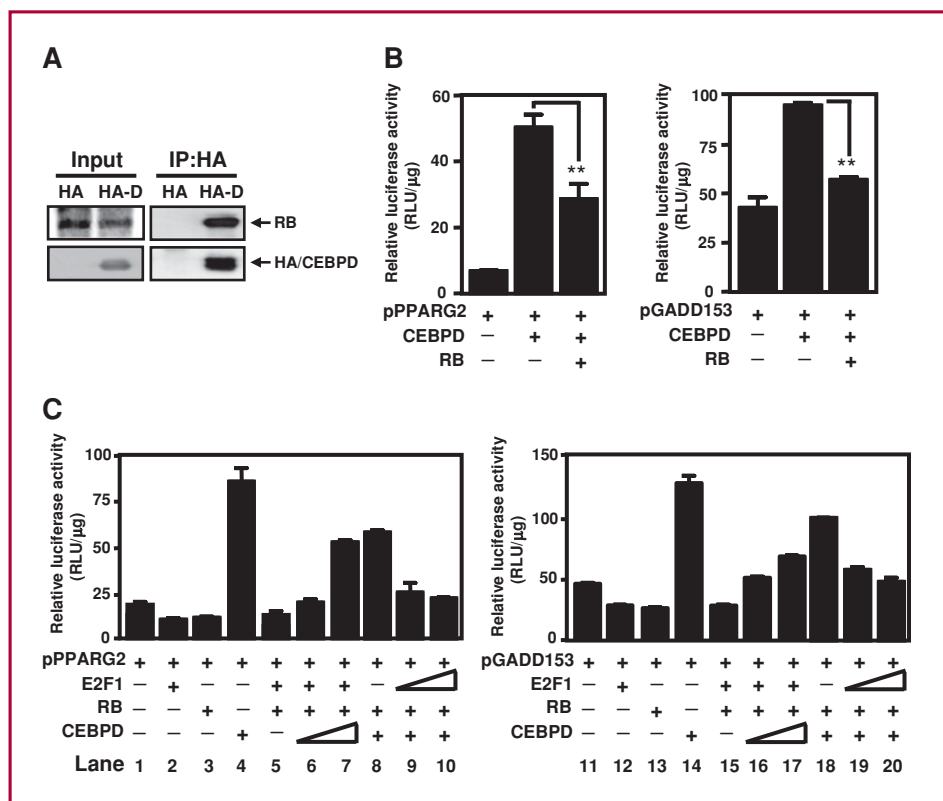 A
Input IP:HA
HA HA-D HA HA-D
RB
HA/CEBPD
B
Relative luciferase activity
(RLU/μg)
60
40
20
0
**
pPPARG2 + + +
CEBPD – + +
RB – – +
Relative luciferase activity
(RLU/μg)
100
75
50
25
0
**
pGADD153 + + +
CEBPD – + +
RB – – +
C
Relative luciferase activity
(RLU/μg)
100
75
50
25
0
pPPARG2 + + + + + + + + + +
E2F1 – + – – + + + –
RB – – + – + + + + + +
CEBPD – – – + – + + +
Lane 1 2 3 4 5 6 7 8 9 10
Relative luciferase activity
(RLU/μg)
150
100
50
0
pGADD153 + + + + + + + + + +
E2F1 – + – – + + + –
RB – – + – + + + + + +
CEBPD – – – + – + + +
11 12 13 14 15 16 17 18 19 20